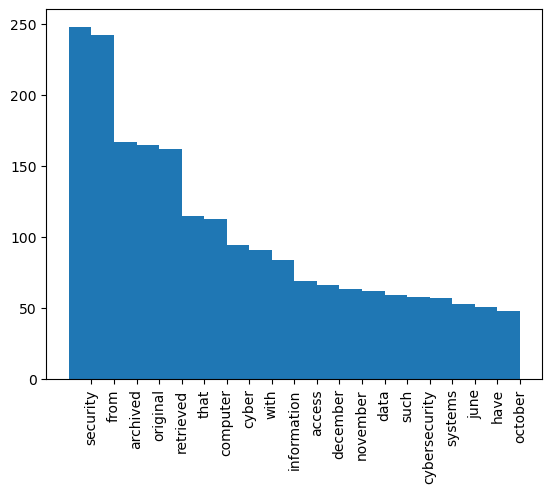 250
200
150
100
50
0
security
from
archived
original
retrieved
that
computer
cyber
with
information
access
december
november
data
such
cybersecurity
systems
june
have
october